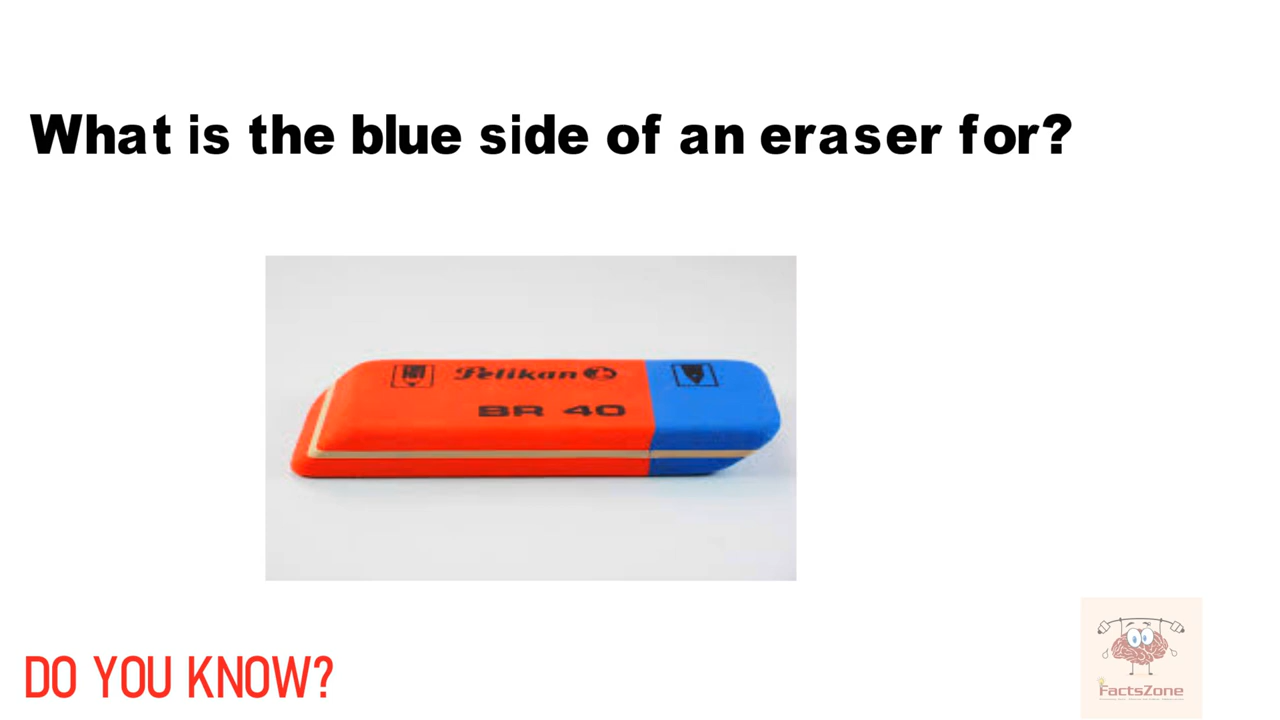 What is the blue side of an eraser for?
Pelikan
BR 40
DO YOU KNOW?
FactsZone